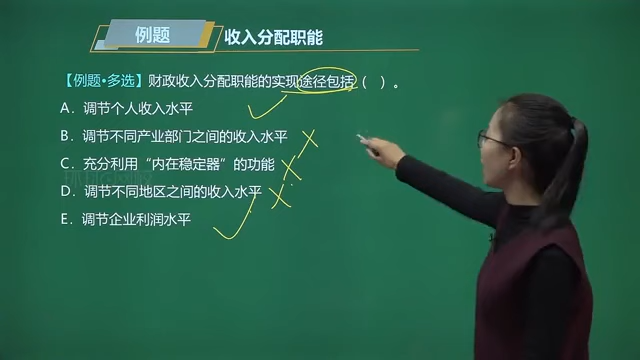 例题
收入分配职能
【例题·多选】财政收入分配职能的实现途径包括（ ）。
A．调节个人收入水平
B．调节不同产业部门之间的收入水平
C．充分利用“内在稳定器”的功能
D．调节不同地区之间的收入水平
E．调节企业利润水平